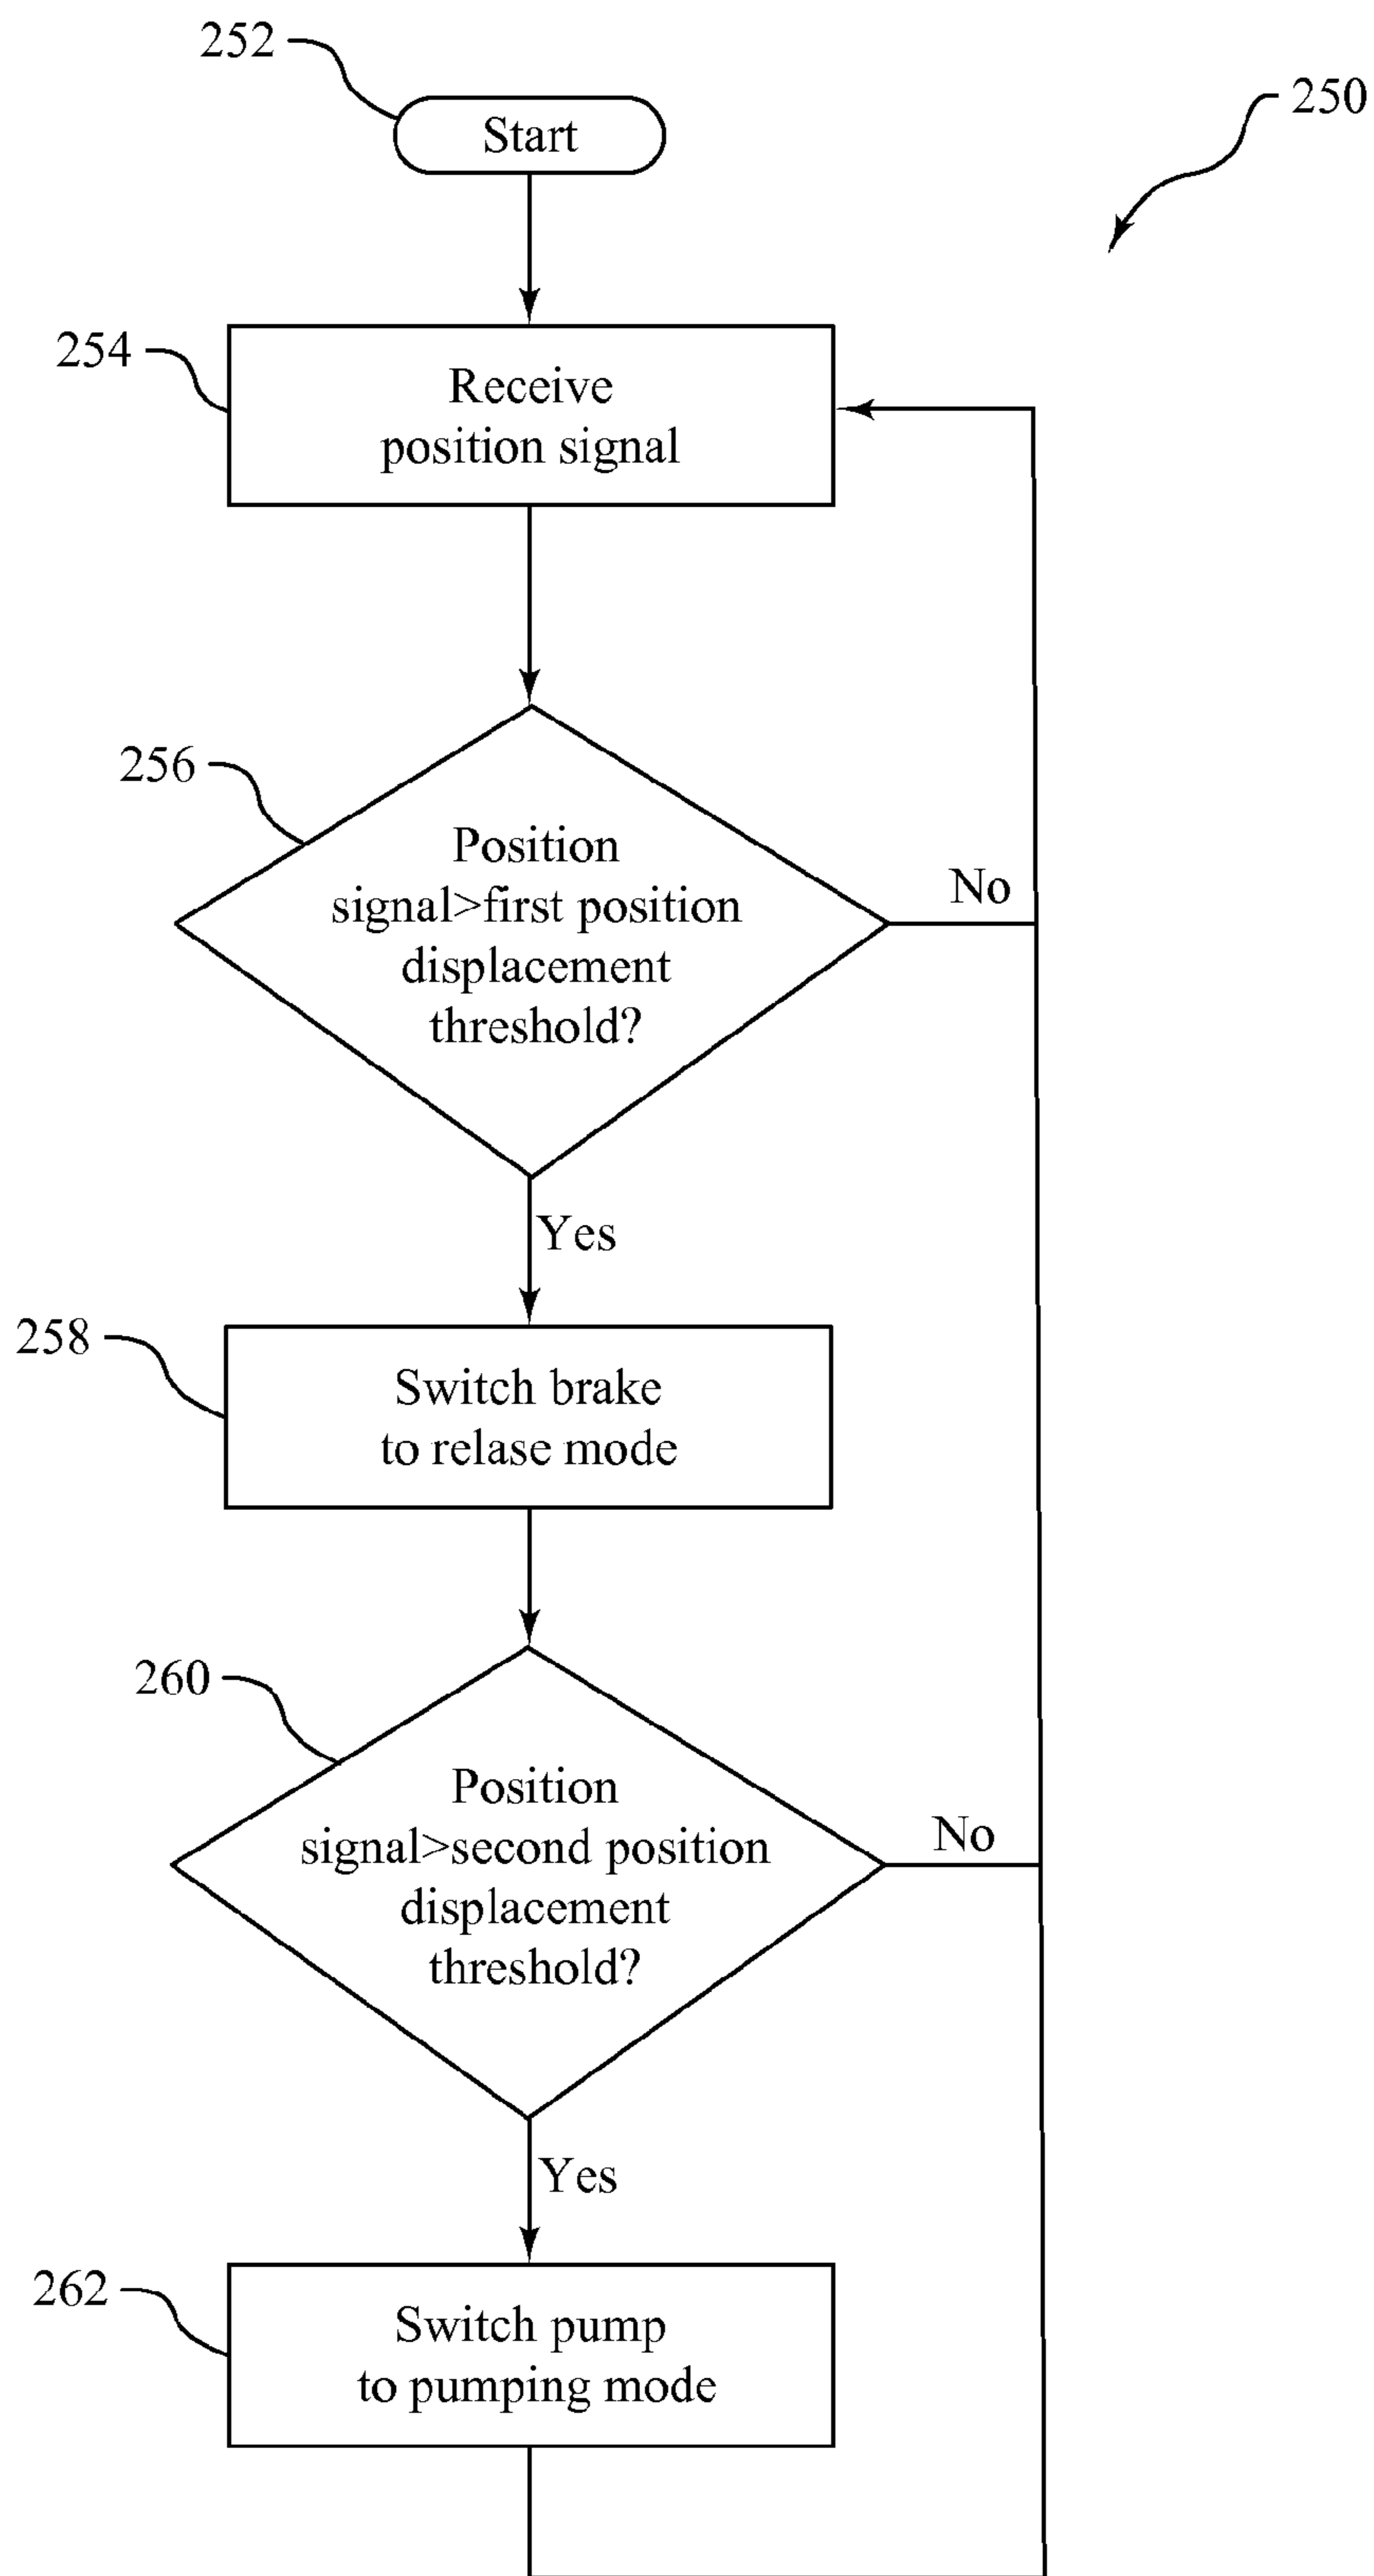 252
Start
250
254
Receive
position signal
256
Position
signal>first position
displacement
threshold?
No
Yes
258
Switch brake
to relase mode
260
Position
signal>second position
displacement
threshold?
No
Yes
262
Switch pump
to pumping mode